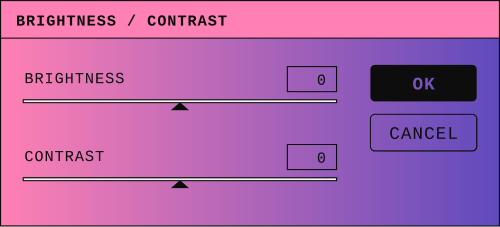 BRIGHTNESS / CONTRAST
BRIGHTNESS 0
OK
CANCEL
CONTRAST 0